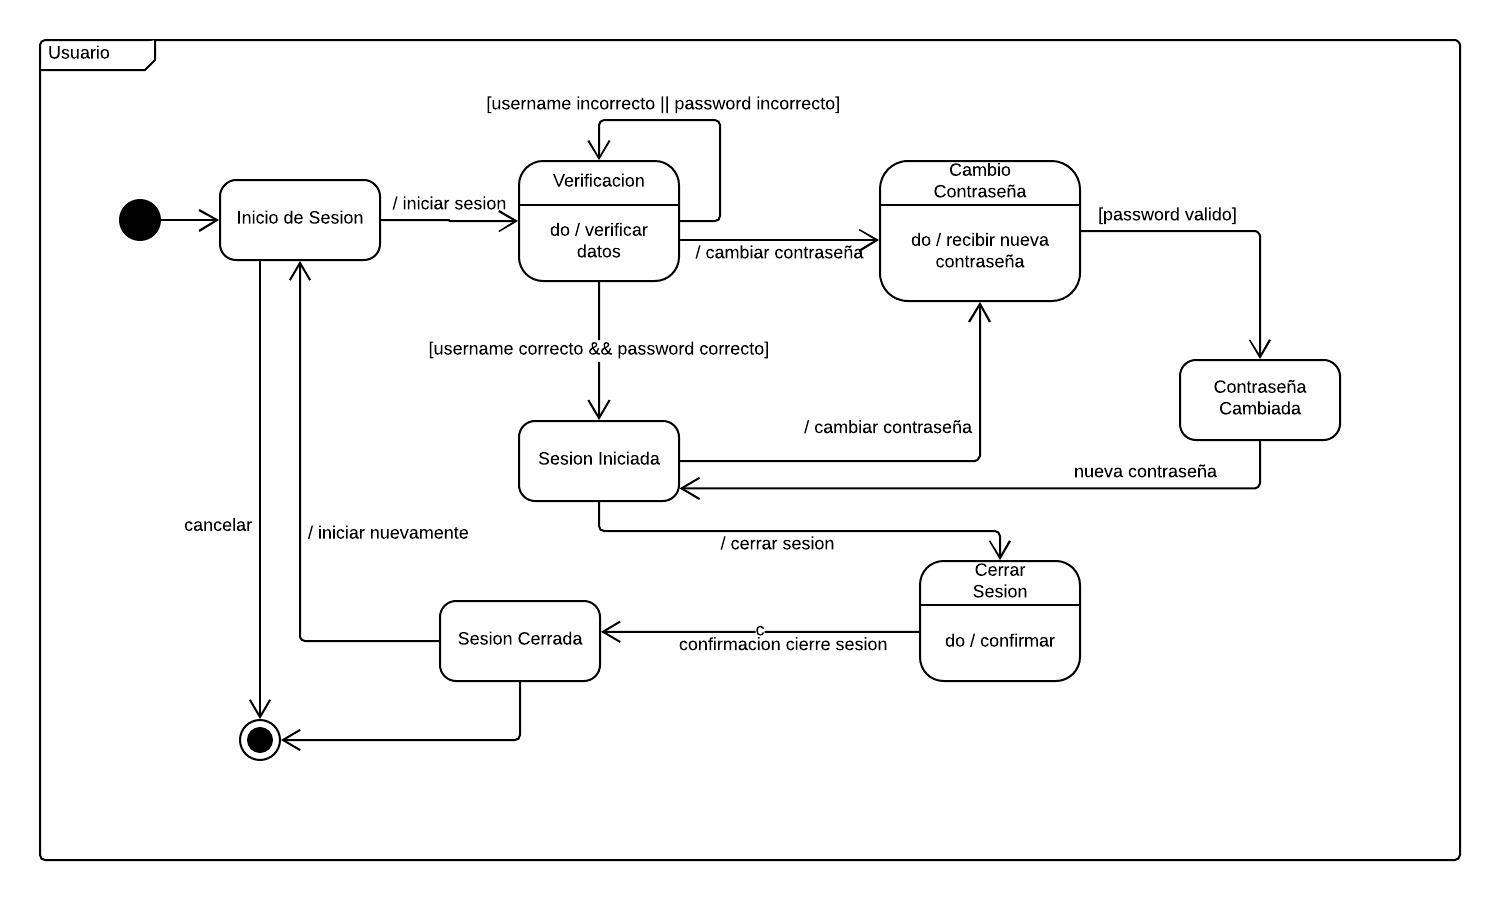 Usuario
[username incorrecto || password incorrecto]
Inicio de Sesion
/ iniciar sesion
Verificacion
do / verificar
datos
/ cambiar contraseña
Cambio
Contraseña
do / recibir nueva
contraseña
[password valido]
[username correcto && password correcto]
Contraseña
Cambiada
/ cambiar contraseña
Sesion Iniciada
nueva contraseña
cancelar
/ iniciar nuevamente
/ cerrar sesion
Cerrar
Sesion
do / confirmar
c
confirmacion cierre sesion
Sesion Cerrada